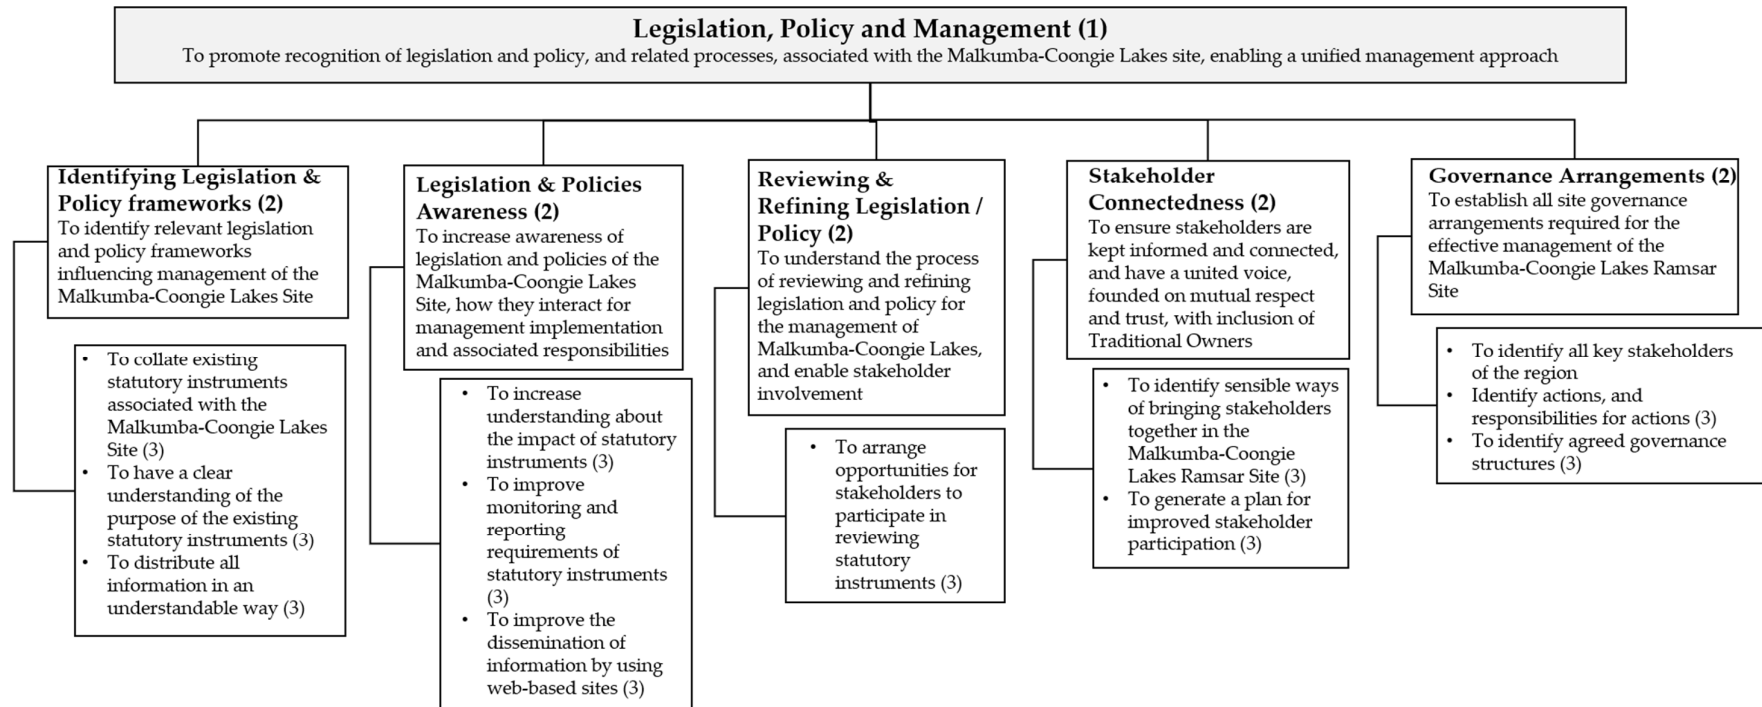 Legislation, Policy and Management (1)
To promote recognition of legislation and policy, and related processes, associated with the Malkumba-Coongie Lakes site, enabling a unified management approach
Identifying Legislation &
Policy frameworks (2)
To identify relevant legislation
and policy frameworks
influencing management of the
Malkumba-Coongie Lakes Site
• To collate existing
statutory instruments
associated with the
Malkumba-Coongie Lakes
Site (3)
• To have a clear
understanding of the
purpose of the existing
statutory instruments (3)
• To distribute all
information in an
understandable way (3)
Legislation & Policies
Awareness (2)
To increase awareness of
legislation and policies of the
Malkumba-Coongie Lakes
Site, how they interact for
management implementation
and associated responsibilities
• To increase
understanding about
the impact of statutory
instruments (3)
• To improve
monitoring and
reporting
requirements of
statutory instruments
(3)
• To improve the
dissemination of
information by using
web-based sites (3)
Reviewing &
Refining Legislation /
Policy (2)
To understand the process
of reviewing and refining
legislation and policy for
the management of
Malkumba-Coongie Lakes,
and enable stakeholder
involvement
• To arrange
opportunities for
stakeholders to
participate in
reviewing
statutory
instruments (3)
Stakeholder
Connectedness (2)
To ensure stakeholders are
kept informed and connected,
and have a united voice,
founded on mutual respect
and trust, with inclusion of
Traditional Owners
• To identify sensible ways
of bringing stakeholders
together in the
Malkumba-Coongie
Lakes Ramsar Site (3)
• To generate a plan for
improved stakeholder
participation (3)
Governance Arrangements (2)
To establish all site governance
arrangements required for the
effective management of the
Malkumba-Coongie Lakes Ramsar
Site
• To identify all key stakeholders
of the region
• Identify actions, and
responsibilities for actions (3)
• To identify agreed governance
structures (3)